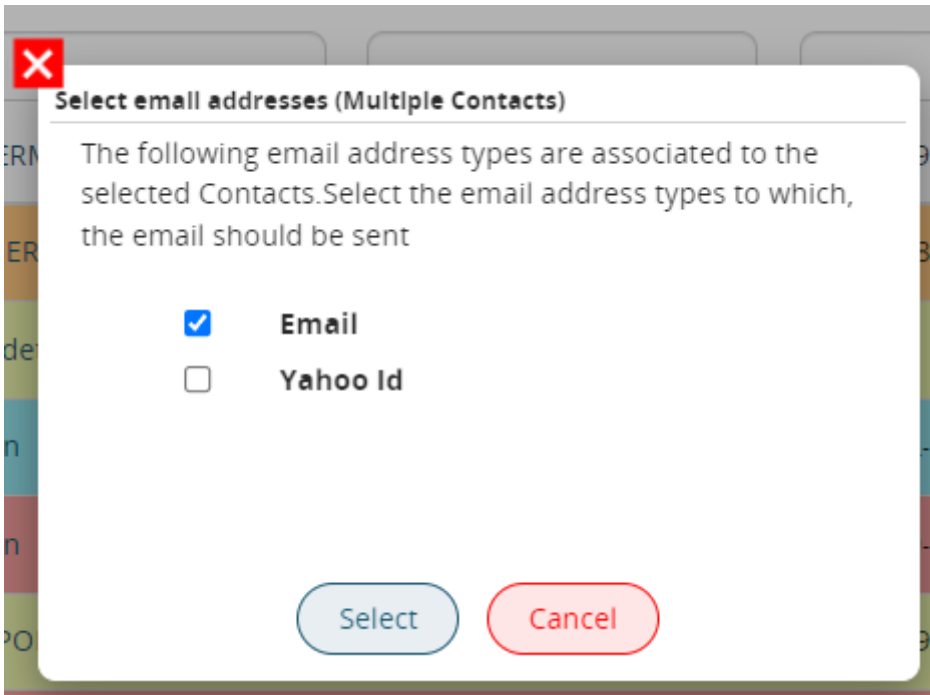 Select email addresses (Multiple Contacts)
The following email address types are associated to the
selected Contacts.Select the email address types to which,
the email should be sent
Email
Yahoo Id
Select
Cancel